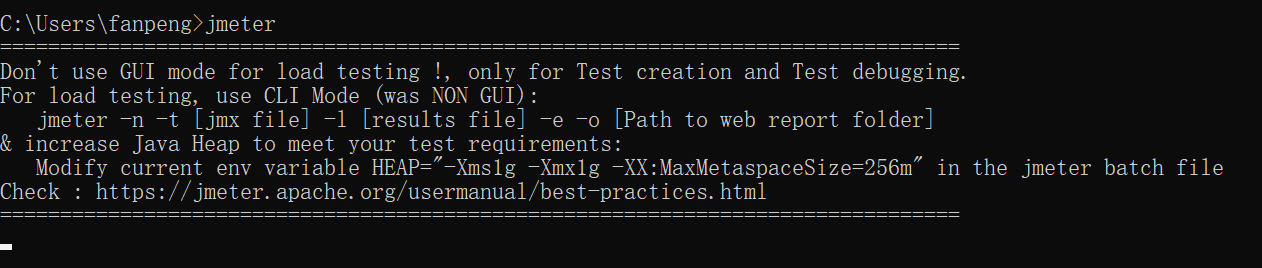 C:\Users\fanpeng>jmeter
================================================================================
Don't use GUI mode for load testing !, only for Test creation and Test debugging.
For load testing, use CLI Mode (was NON GUI):
   jmeter -n -t [jmx file] -l [results file] -e -o [Path to web report folder]
& increase Java Heap to meet your test requirements:
   Modify current env variable HEAP="-Xms1g -Xmx1g -XX:MaxMetaspaceSize=256m" in the jmeter batch file
Check : https://jmeter.apache.org/usermanual/best-practices.html
================================================================================